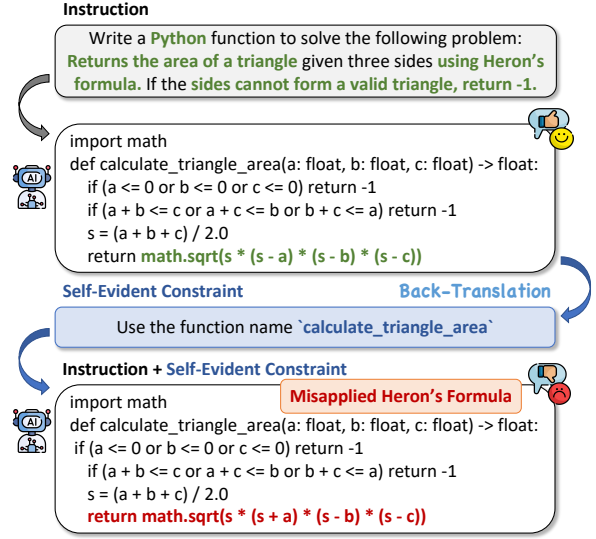 Instruction
Write a Python function to solve the following problem:
Returns the area of a triangle given three sides using Heron's
formula. If the sides cannot form a valid triangle, return -1.
import math
def calculate_triangle_area(a: float, b: float, c: float) -> float:
if (a <= 0 or b <= 0 or c <= 0) return -1
if (a + b <= c or a + c <= b or b + c <= a) return -1
s = (a + b + c) / 2.0
return math.sqrt(s * (s - a) * (s - b) * (s - c))
AI
Self-Evident Constraint
Back-Translation
Use the function name `calculate_triangle_area`
Instruction + Self-Evident Constraint
Misapplied Heron's Formula
import math
def calculate_triangle_area(a: float, b: float, c: float) -> float:
if (a <= 0 or b <= 0 or c <= 0) return -1
if (a + b <= c or a + c <= b or b + c <= a) return -1
s = (a + b + c) / 2.0
return math.sqrt(s * (s + a) * (s - b) * (s - c))
AI